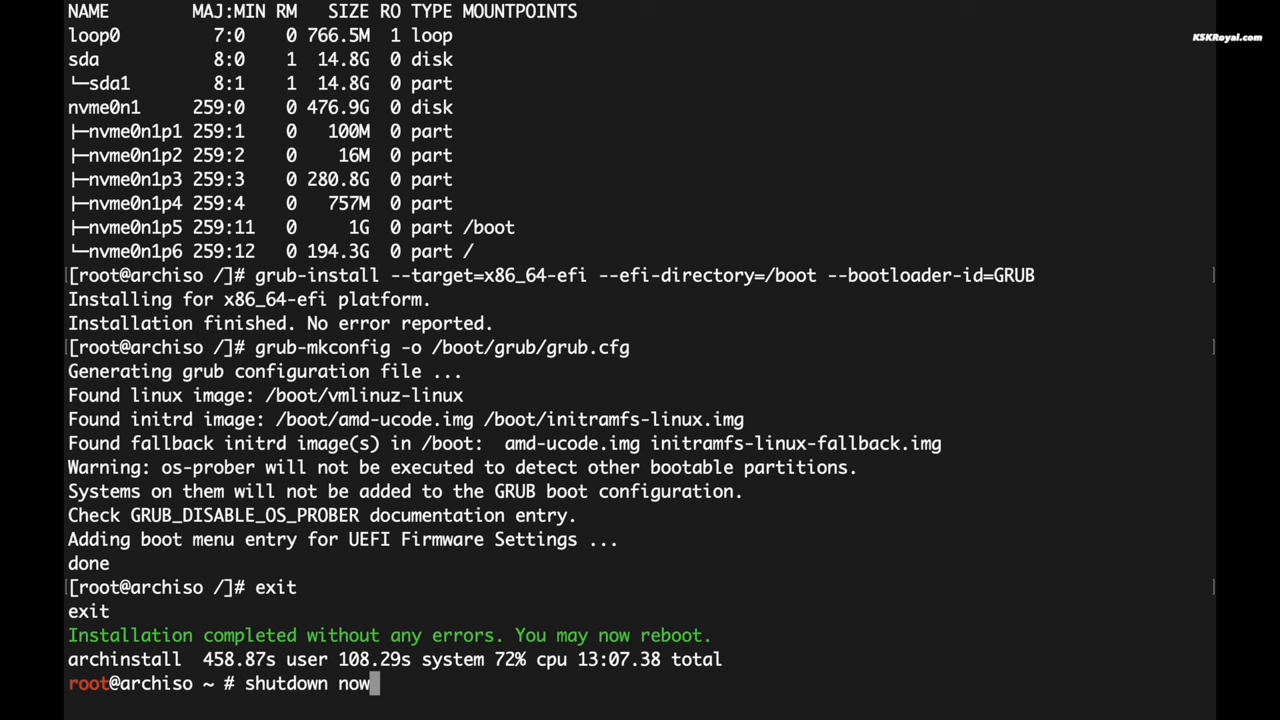 NAME        MAJ:MIN RM   SIZE RO TYPE MOUNTPOINTS
loop0         7:0    0 766.5M  1 loop
sda           8:0    1  14.8G  0 disk
└─sda1        8:1    1  14.8G  0 part
nvme0n1     259:0    0 476.9G  0 disk
├─nvme0n1p1 259:1    0   100M  0 part
├─nvme0n1p2 259:2    0    16M  0 part
├─nvme0n1p3 259:3    0 280.8G  0 part
├─nvme0n1p4 259:4    0   757M  0 part
├─nvme0n1p5 259:11   0     1G  0 part /boot
└─nvme0n1p6 259:12   0 194.3G  0 part /
[root@archiso /]# grub-install --target=x86_64-efi --efi-directory=/boot --bootloader-id=GRUB
Installing for x86_64-efi platform.
Installation finished. No error reported.
[root@archiso /]# grub-mkconfig -o /boot/grub/grub.cfg
Generating grub configuration file ...
Found linux image: /boot/vmlinuz-linux
Found initrd image: /boot/amd-ucode.img /boot/initramfs-linux.img
Found fallback initrd image(s) in /boot:  amd-ucode.img initramfs-linux-fallback.img
Warning: os-prober will not be executed to detect other bootable partitions.
Systems on them will not be added to the GRUB boot configuration.
Check GRUB_DISABLE_OS_PROBER documentation entry.
Adding boot menu entry for UEFI Firmware Settings ...
done
[root@archiso /]# exit
exit
Installation completed without any errors. You may now reboot.
archinstall  458.87s user 108.29s system 72% cpu 13:07.38 total
root@archiso ~ # shutdown now
KSKRoyal.com